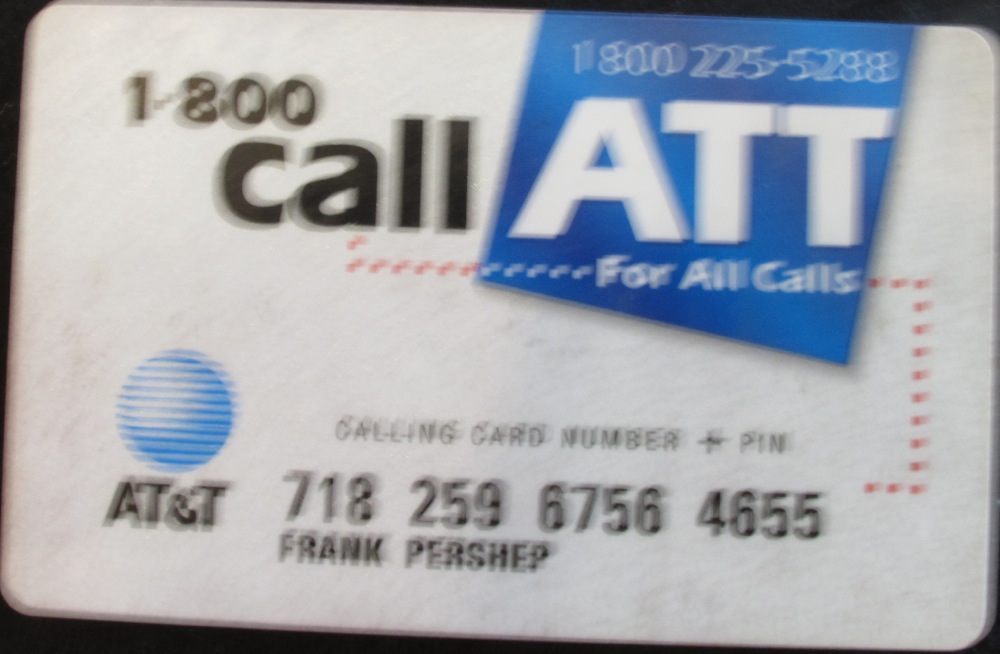 1 800 225-5288
1-800
call ATT
For All Calls
CALLING CARD NUMBER + PIN
718 259 6756 4655
AT&T
FRANK PERSHEP